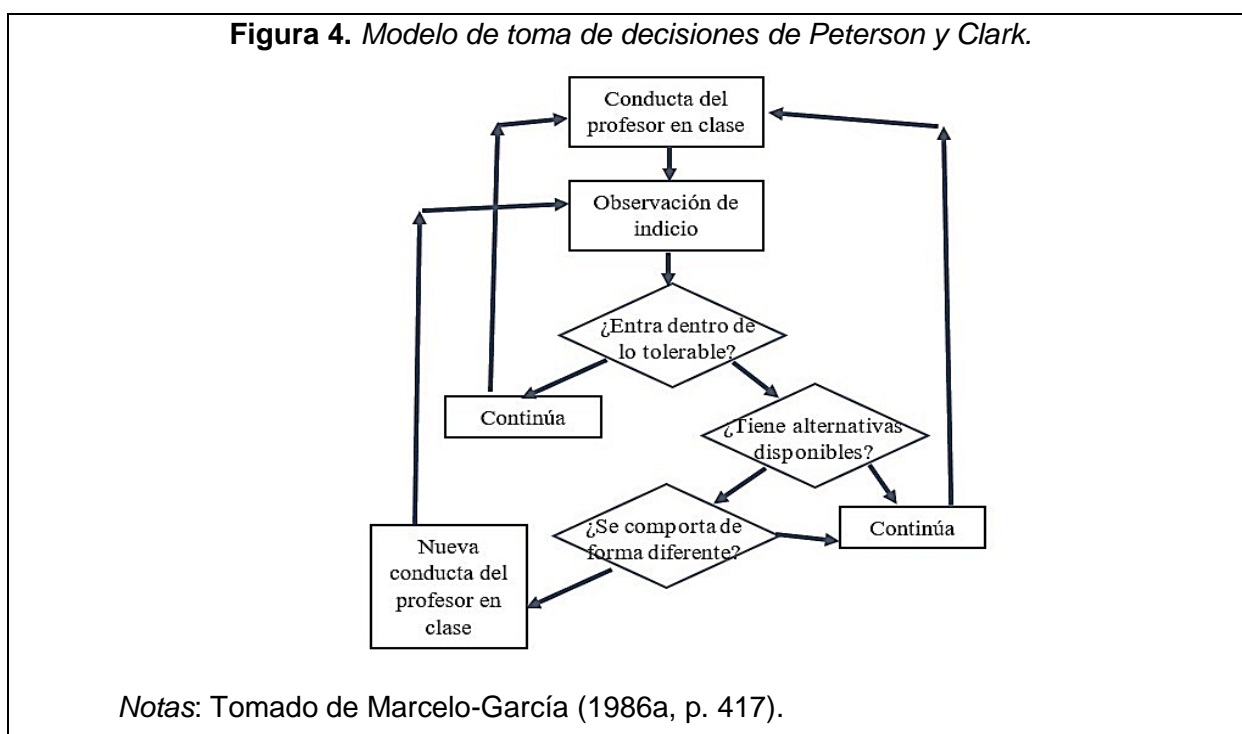 Figura 4. Modelo de toma de decisiones de Peterson y Clark.
Conducta del
profesor en clase
Observación de
indicio
¿Entra dentro de
lo tolerable?
Continúa
¿Tiene alternativas
disponibles?
¿Se comporta de
forma diferente?
Continúa
Nueva
conducta del
profesor en
clase
Notas: Tomado de Marcelo-García (1986a, p. 417).